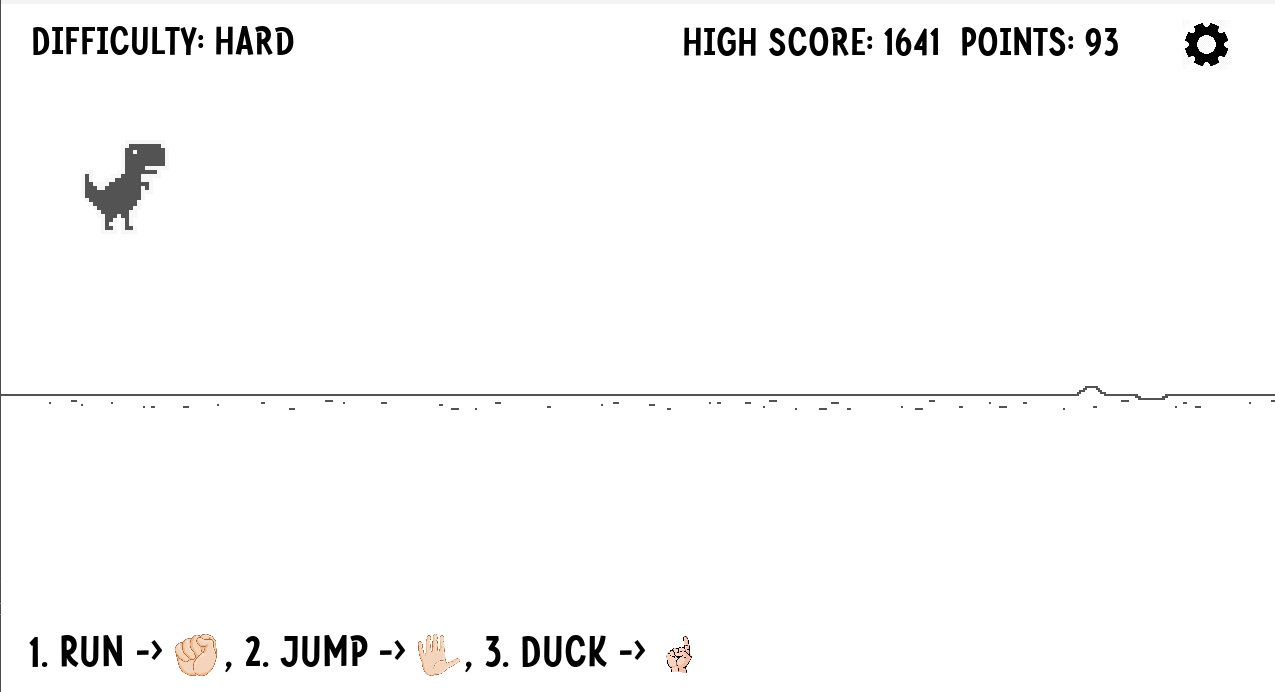 DIFFICULTY: HARD
HIGH SCORE: 1641 POINTS: 93
1. RUN -> ✊🏼, 2. JUMP -> 🖐🏼, 3. DUCK -> ☝🏼